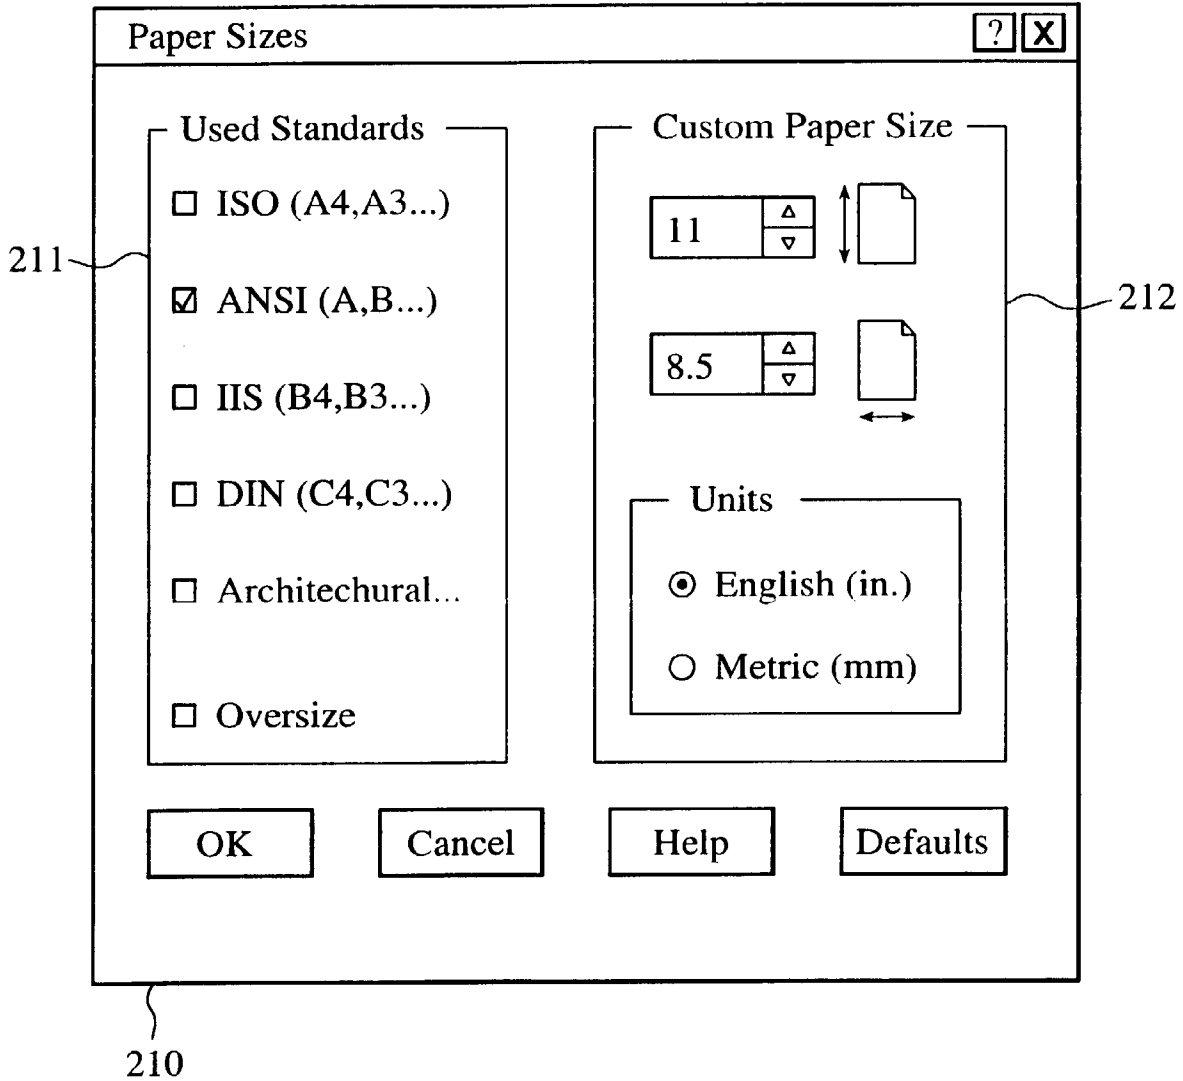 Paper Sizes
? X
Used Standards
ISO (A4,A3...)
ANSI (A,B...)
IIS (B4,B3...)
DIN (C4,C3...)
Architechural...
Oversize
Custom Paper Size
11
8.5
Units
English (in.)
Metric (mm)
OK
Cancel
Help
Defaults
211
212
210